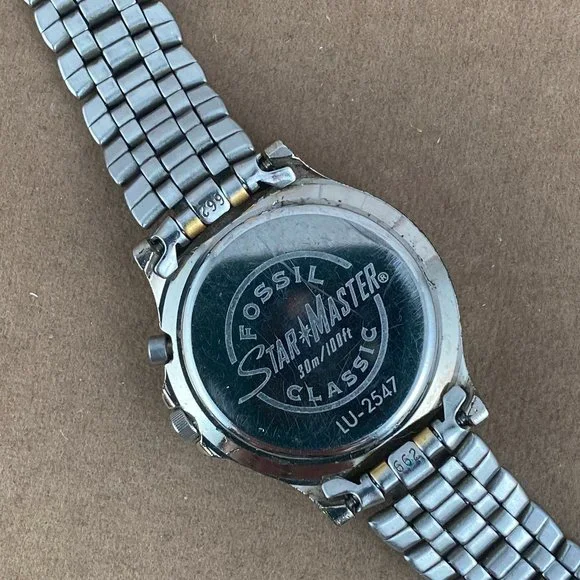 662
FOSSIL
STAR MASTER®
30m/100ft
CLASSIC
LU-2547
662